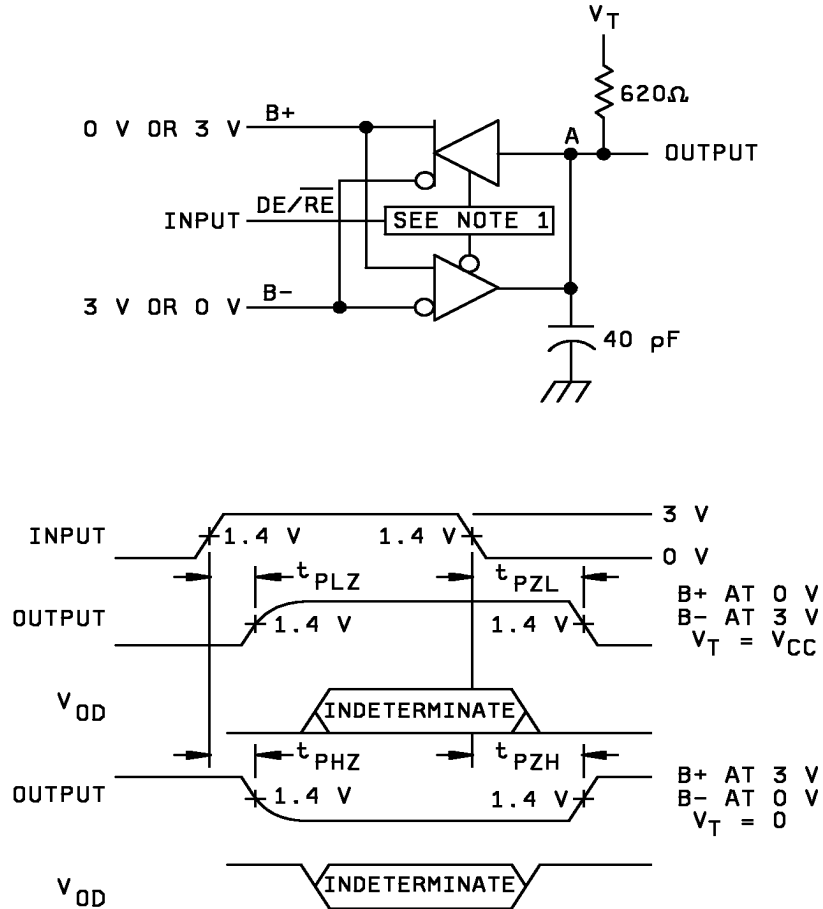 V_T
620Ω
B+
0 V OR 3 V
A
OUTPUT
DE/R̅E̅
INPUT
SEE NOTE 1
B-
3 V OR 0 V
40 pF
INPUT
1.4 V
1.4 V
3 V
0 V
t_PLZ
t_PZL
OUTPUT
1.4 V
1.4 V
B+ AT 0 V
B- AT 3 V
V_T = V_CC
V_OD
INDETERMINATE
t_PHZ
t_PZH
OUTPUT
1.4 V
1.4 V
B+ AT 3 V
B- AT 0 V
V_T = 0
V_OD
INDETERMINATE